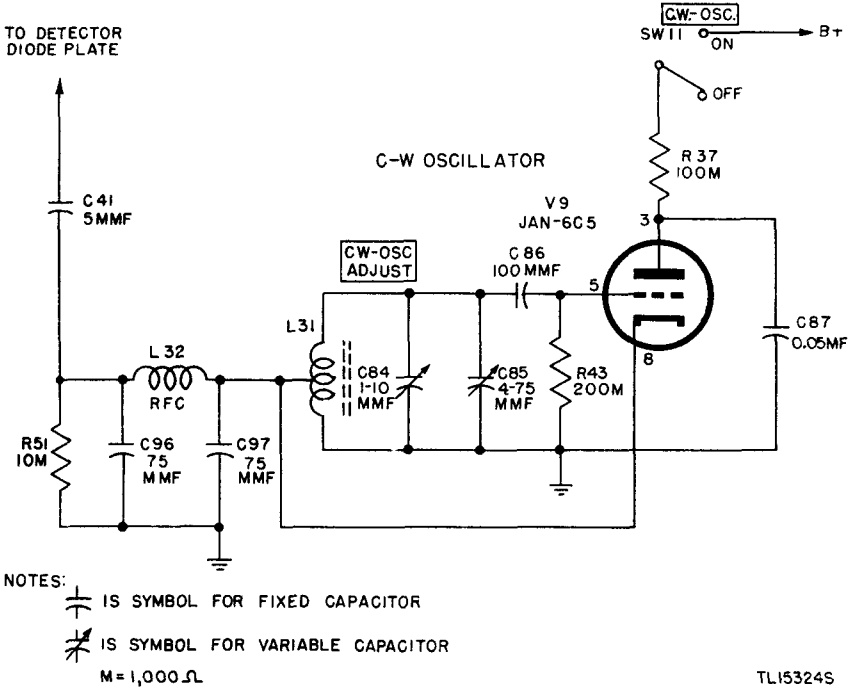 TO DETECTOR
DIODE PLATE
C.W.-OSC.
SW11
ON
B+
OFF
C-W OSCILLATOR
R37
100M
C41
5MMF
V9
JAN-6C5
3
CW-OSC
ADJUST
C86
100MMF
5
L31
C87
0.05MF
L32
RFC
8
C84
1-10
MMF
C85
4-75
MMF
R43
200M
R51
10M
C96
75
MMF
C97
75
MMF
NOTES:
IS SYMBOL FOR FIXED CAPACITOR
IS SYMBOL FOR VARIABLE CAPACITOR
M=1,000Ω
TL15324S